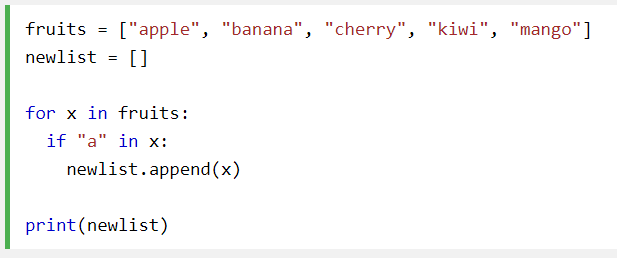 fruits = ["apple", "banana", "cherry", "kiwi", "mango"]
newlist = []

for x in fruits:
  if "a" in x:
    newlist.append(x)

print(newlist)